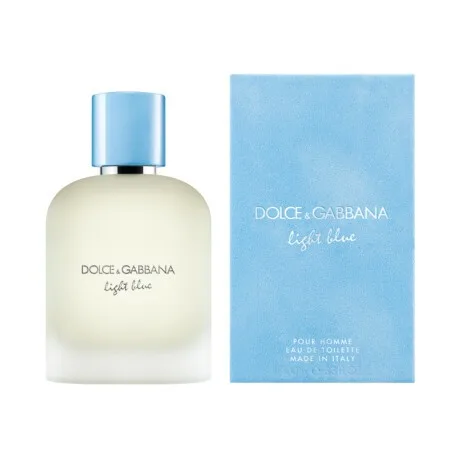 DOLCE & GABBANA
light blue
DOLCE & GABBANA
light blue
POUR HOMME
EAU DE TOILETTE
MADE IN ITALY